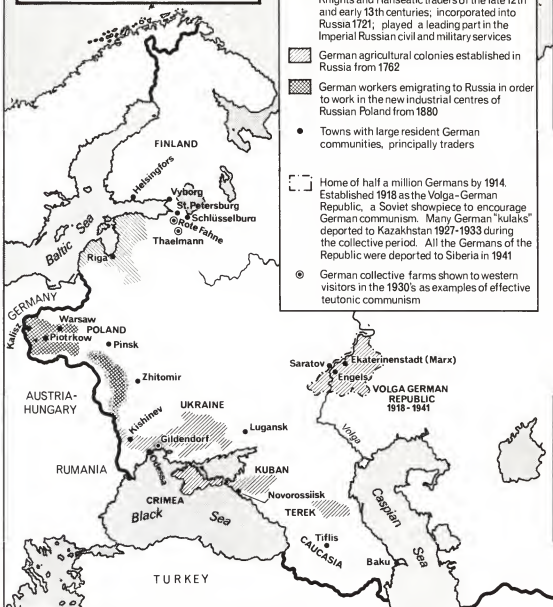 Knights and Hanseatic traders of the late 12th
and early 13th centuries; incorporated into
Russia 1721; played a leading part in the
Imperial Russian civil and military services
German agricultural colonies established in
Russia from 1762
German workers emigrating to Russia in order
to work in the new industrial centres of
Russian Poland from 1880
Towns with large resident German
communities, principally traders
Home of half a million Germans by 1914.
Established 1918 as the Volga-German
Republic, a Soviet showpiece to encourage
German communism. Many German "kulaks"
deported to Kazakhstan 1927-1933 during
the collective period. All the Germans of the
Republic were deported to Siberia in 1941
German collective farms shown to western
visitors in the 1930's as examples of effective
teutonic communism
FINLAND
Helsingfors
Vyborg
St.Petersburg
Schlüsselburg
Rote Fahne
Thaelmann
Baltic Sea
Riga
GERMANY
Kalisz
Warsaw
POLAND
Piotrkow
Pinsk
Zhitomir
AUSTRIA-
HUNGARY
Saratov
Ekaterinenstadt (Marx)
Engels
VOLGA GERMAN
REPUBLIC
1918-1941
Volga
Kishinev
UKRAINE
Lugansk
Gildendorf
Odessa
RUMANIA
CRIMEA
KUBAN
Novorossiisk
TEREK
Black Sea
Tiflis
CAUCASIA
Baku
Caspian Sea
TURKEY